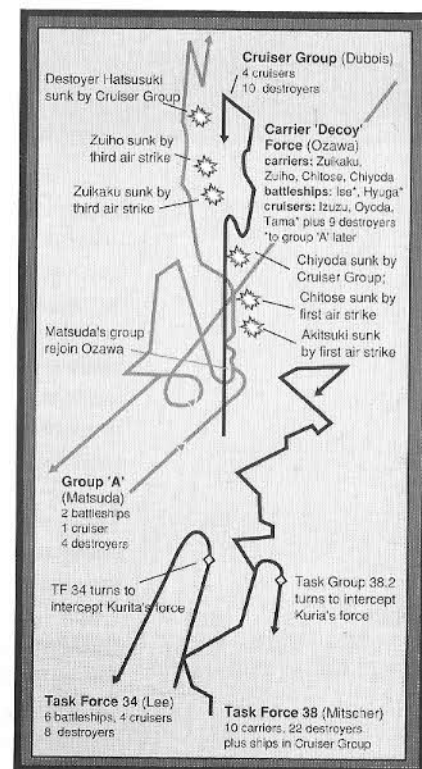 Cruiser Group (Dubois)
4 cruisers
10 destroyers
Destoyer Hatsusuki
sunk by Cruiser Group
Carrier 'Decoy'
Force (Ozawa)
carriers: Zuikaku,
Zuiho, Chitose, Chiyoda
battleships: Ise*, Hyuga*
cruisers: Izuzu, Oyoda,
Tama* plus 9 destroyers
*to group 'A' later
Zuiho sunk by
third air strike
Zuikaku sunk by
third air strike
Chiyoda sunk by
Cruiser Group;
Chitose sunk by
first air strike
Akitsuki sunk
by first air strike
Matsuda's group
rejoin Ozawa
Group 'A'
(Matsuda)
2 battleships
1 cruiser
4 destroyers
TF 34 turns to
intercept Kurita's force
Task Group 38.2
turns to intercept
Kuria's force
Task Force 34 (Lee)
6 battleships, 4 cruisers
8 destroyers
Task Force 38 (Mitscher)
10 carriers, 22 destroyers
plus ships in Cruiser Group